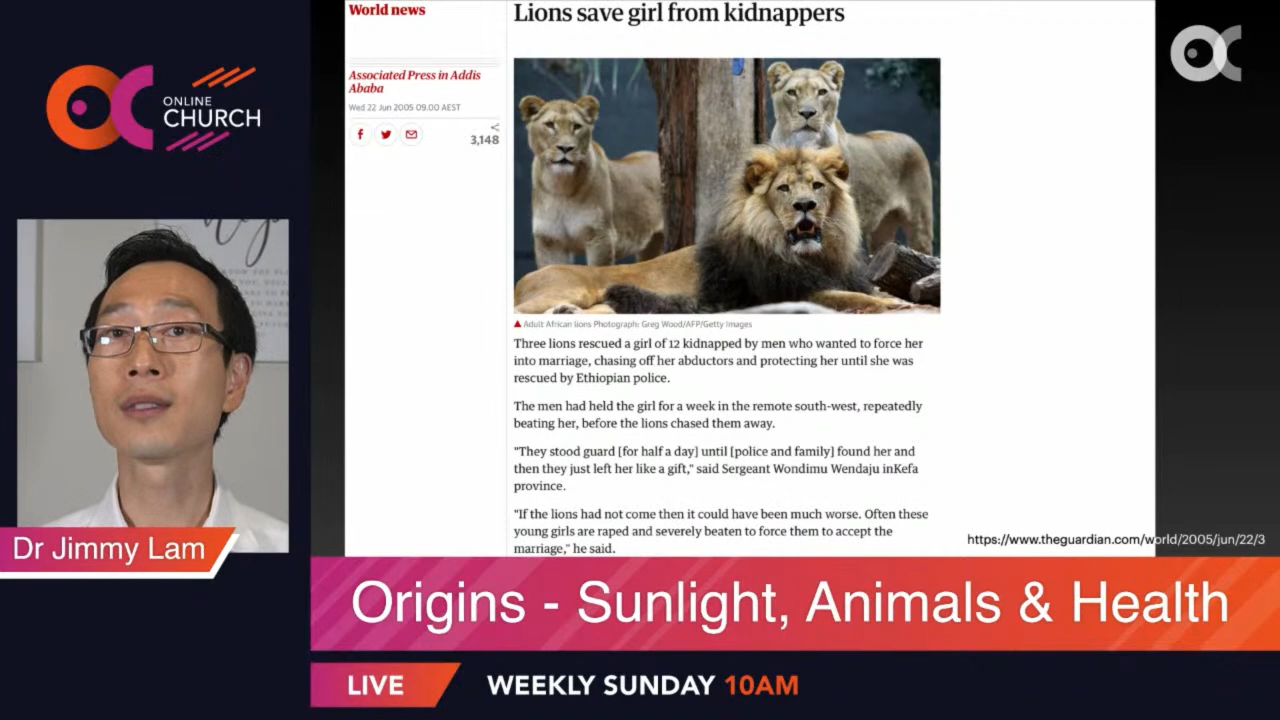 ONLINE
CHURCH
World news
Lions save girl from kidnappers
Associated Press in Addis
Ababa
Wed 22 Jun 2005 09.00 AEST
3,148
Adult African lions Photograph: Greg Wood/AFP/Getty Images
Three lions rescued a girl of 12 kidnapped by men who wanted to force her
into marriage, chasing off her abductors and protecting her until she was
rescued by Ethiopian police.
The men had held the girl for a week in the remote south-west, repeatedly
beating her, before the lions chased them away.
"They stood guard [for half a day] until [police and family] found her and
then they just left her like a gift," said Sergeant Wondimu Wendaju inKefa
province.
"If the lions had not come then it could have been much worse. Often these
young girls are raped and severely beaten to force them to accept the
marriage," he said.
https://www.theguardian.com/world/2005/jun/22/3
Dr Jimmy Lam
Origins - Sunlight, Animals & Health
LIVE
WEEKLY SUNDAY 10AM